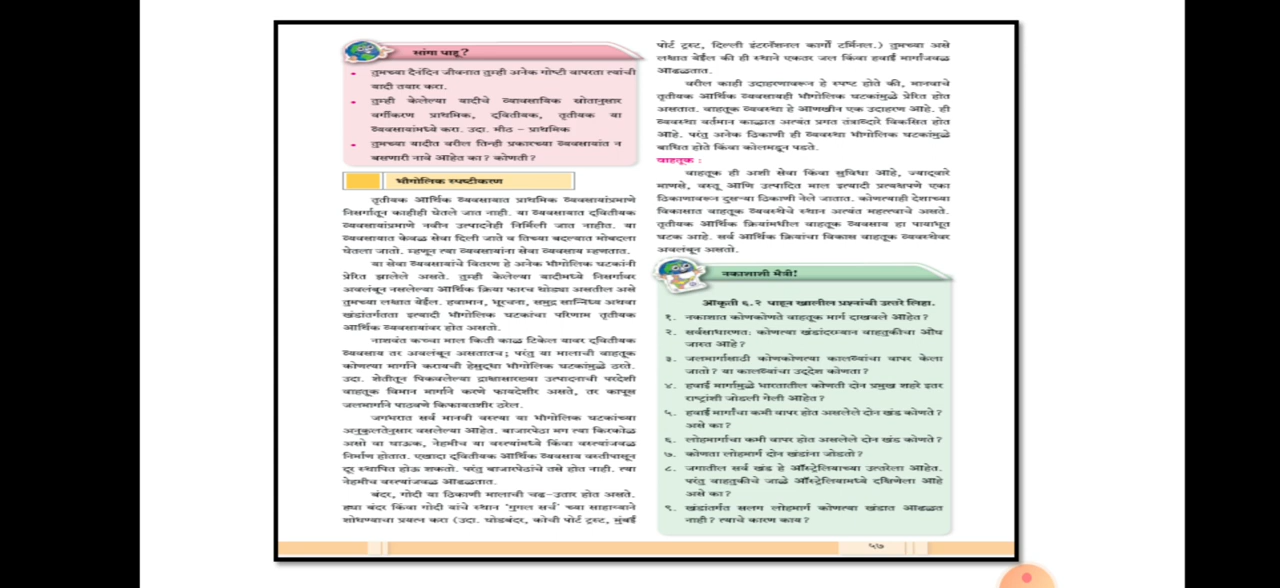 सांगा पाहू?
• तुमच्या दैनंदिन जीवनात तुम्ही अनेक गोष्टी वापरता त्यांची
यादी तयार करा.
• तुम्ही केलेल्या यादीचे व्यावसायिक स्रोतानुसार
वर्गीकरण प्राथमिक, द्वितीयक, तृतीयक या
व्यवसायांमध्ये करा. उदा. मीठ – प्राथमिक
• तुमच्या यादीत वरील तिन्ही प्रकारच्या व्यवसायांत न
बसणारी नावे आहेत का? कोणती?
भौगोलिक स्पष्टीकरण
तृतीयक आर्थिक व्यवसायात प्राथमिक व्यवसायांप्रमाणे
निसर्गातून काहीही घेतले जात नाही. या व्यवसायात द्वितीयक
व्यवसायांप्रमाणे नवीन उत्पादनेही निर्मिली जात नाहीत. या
व्यवसायात केवळ सेवा दिली जाते व तिच्या बदल्यात मोबदला
घेतला जातो. म्हणून त्या व्यवसायांना सेवा व्यवसाय म्हणतात.
या सेवा व्यवसायांचे वितरण हे अनेक भौगोलिक घटकांनी
प्रेरित झालेले असते. तुम्ही केलेल्या यादीमध्ये निसर्गावर
अवलंबून नसलेल्या आर्थिक क्रिया फारच थोड्या असतील असे
तुमच्या लक्षात येईल. हवामान, भूरचना, समुद्र सान्निध्य अथवा
खंडांतर्गतता इत्यादी भौगोलिक घटकांचा परिणाम तृतीयक
आर्थिक व्यवसायांवर होत असतो.
नाशवंत कच्चा माल किती काळ टिकेल यावर द्वितीयक
व्यवसाय तर अवलंबून असतातच; परंतु या मालाची वाहतूक
कोणत्या मार्गाने करायची हेसुद्धा भौगोलिक घटकांमुळे ठरते.
उदा. शेतीतून पिकवलेल्या द्राक्षासारख्या उत्पादनाची परदेशी
वाहतूक विमान मार्गाने करणे फायदेशीर असते, तर कापूस
जलमार्गाने पाठवणे किफायतशीर ठरेल.
जगभरात सर्व मानवी वस्त्या या भौगोलिक घटकांच्या
अनुकूलतेनुसार वसलेल्या आहेत. बाजारपेठा मग त्या किरकोळ
असो वा घाऊक, नेहमीच या वस्त्यांमध्ये किंवा वस्त्यांजवळ
निर्माण होतात. एखादा द्वितीयक आर्थिक व्यवसाय वस्तीपासून
दूर स्थापित होऊ शकतो. परंतु बाजारपेठांचे तसे होत नाही. त्या
नेहमीच वस्त्यांजवळ आढळतात.
बंदर, गोदी या ठिकाणी मालाची चढ–उतार होत असते.
ह्या बंदर किंवा गोदी यांचे स्थान 'गुगल सर्च' च्या साहाय्याने
शोधण्याचा प्रयत्न करा (उदा. घोडबंदर, कोची पोर्ट ट्रस्ट, मुंबई
पोर्ट ट्रस्ट, दिल्ली इंटरनॅशनल कार्गो टर्मिनल.) तुमच्या असे
लक्षात येईल की ही स्थाने एकतर जल किंवा हवाई मार्गाजवळ
आढळतात.
वरील काही उदाहरणावरून हे स्पष्ट होते की, मानवाचे
तृतीयक आर्थिक व्यवसायही भौगोलिक घटकांमुळे प्रेरित होत
असतात. वाहतूक व्यवस्था हे आणखीन एक उदाहरण आहे. ही
व्यवस्था वर्तमान काळात अत्यंत प्रगत तंत्राव्दारे विकसित होत
आहे. परंतु अनेक ठिकाणी ही व्यवस्था भौगोलिक घटकांमुळे
बाधित होते किंवा कोलमडून पडते.
वाहतूक :
वाहतूक ही अशी सेवा किंवा सुविधा आहे, ज्याद्वारे
माणसे, वस्तू आणि उत्पादित माल इत्यादी प्रत्यक्षपणे एका
ठिकाणावरून दुसऱ्या ठिकाणी नेले जातात. कोणत्याही देशाच्या
विकासात वाहतूक व्यवस्थेचे स्थान अत्यंत महत्त्वाचे असते.
तृतीयक आर्थिक क्रियांमधील वाहतूक व्यवसाय हा पायाभूत
घटक आहे. सर्व आर्थिक क्रियांचा विकास वाहतूक व्यवस्थेवर
अवलंबून असतो.
नकाशाशी मैत्री!
आकृती ६.२ पाहून खालील प्रश्नांची उत्तरे लिहा.
१. नकाशात कोणकोणते वाहतूक मार्ग दाखवले आहेत?
२. सर्वसाधारणतः कोणत्या खंडांदरम्यान वाहतुकीचा ओघ
जास्त आहे?
३. जलमार्गासाठी कोणकोणत्या कालव्यांचा वापर केला
जातो? या कालव्यांचा उद्देश कोणता?
४. हवाई मार्गामुळे भारतातील कोणती दोन प्रमुख शहरे इतर
राष्ट्रांशी जोडली गेली आहेत?
५. हवाई मार्गाचा कमी वापर होत असलेले दोन खंड कोणते?
असे का?
६. लोहमार्गाचा कमी वापर होत असलेले दोन खंड कोणते?
७. कोणता लोहमार्ग दोन खंडांना जोडतो?
८. जगातील सर्व खंड हे ऑस्ट्रेलियाच्या उत्तरेला आहेत.
परंतु वाहतुकीचे जाळे ऑस्ट्रेलियामध्ये दक्षिणेला आहे
असे का?
९. खंडांतर्गत सलग लोहमार्ग कोणत्या खंडात आढळत
नाही? त्याचे कारण काय?
५७